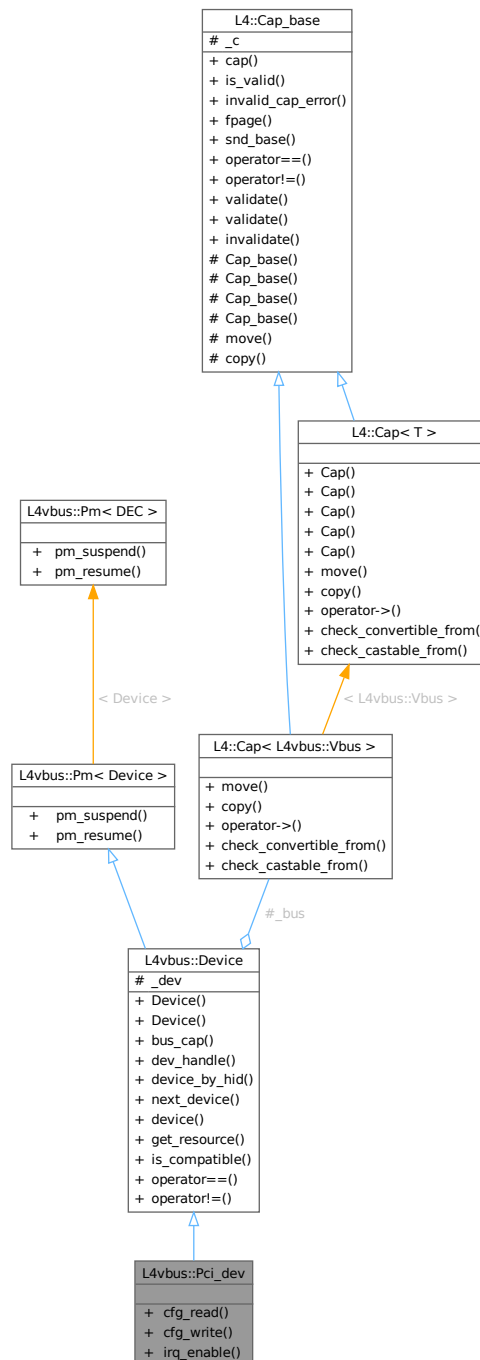 L4::Cap_base
# _c
+ cap()
+ is_valid()
+ invalid_cap_error()
+ fpage()
+ snd_base()
+ operator==()
+ operator!=()
+ validate()
+ validate()
+ invalidate()
# Cap_base()
# Cap_base()
# Cap_base()
# Cap_base()
# move()
# copy()
L4::Cap< T >
+ Cap()
+ Cap()
+ Cap()
+ Cap()
+ Cap()
+ move()
+ copy()
+ operator->()
+ check_convertible_from()
+ check_castable_from()
L4vbus::Pm< DEC >
+ pm_suspend()
+ pm_resume()
< Device >
< L4vbus::Vbus >
L4::Cap< L4vbus::Vbus >
+ move()
+ copy()
+ operator->()
+ check_convertible_from()
+ check_castable_from()
L4vbus::Pm< Device >
+ pm_suspend()
+ pm_resume()
#_bus
L4vbus::Device
# _dev
+ Device()
+ Device()
+ bus_cap()
+ dev_handle()
+ device_by_hid()
+ next_device()
+ device()
+ get_resource()
+ is_compatible()
+ operator==()
+ operator!=()
L4vbus::Pci_dev
+ cfg_read()
+ cfg_write()
+ irq_enable()